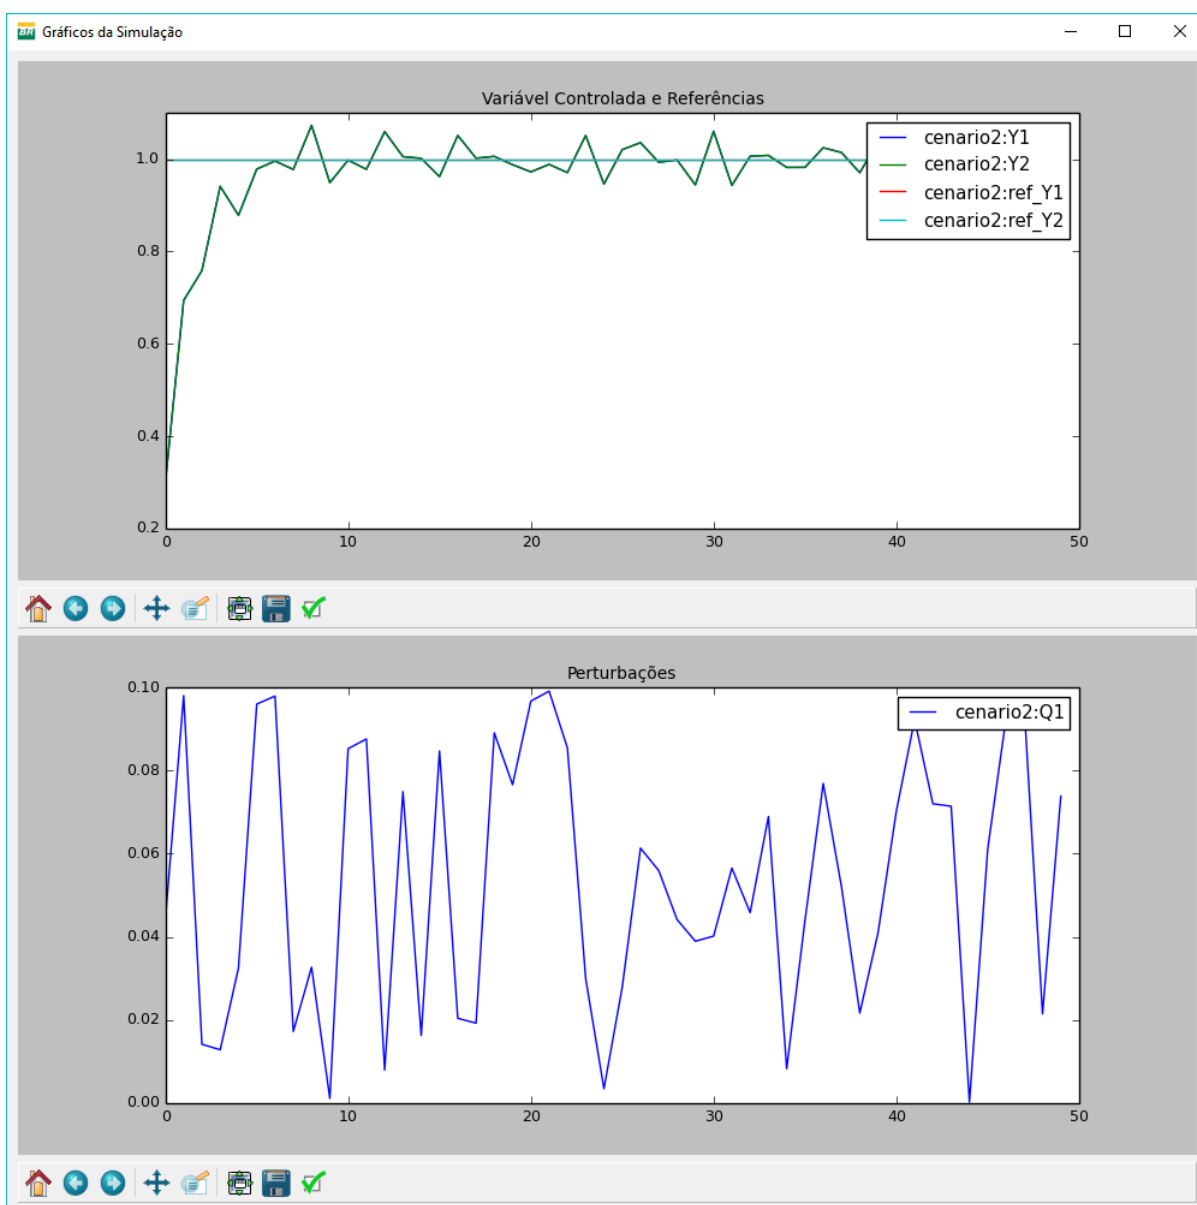 BR Gráficos da Simulação
Variável Controlada e Referências
1.0
0.8
0.6
0.4
0.2
cenario2:Y1
cenario2:Y2
cenario2:ref_Y1
cenario2:ref_Y2
0 10 20 30 40 50
Perturbações
0.10
0.08
0.06
0.04
0.02
0.00
cenario2:Q1
0 10 20 30 40 50